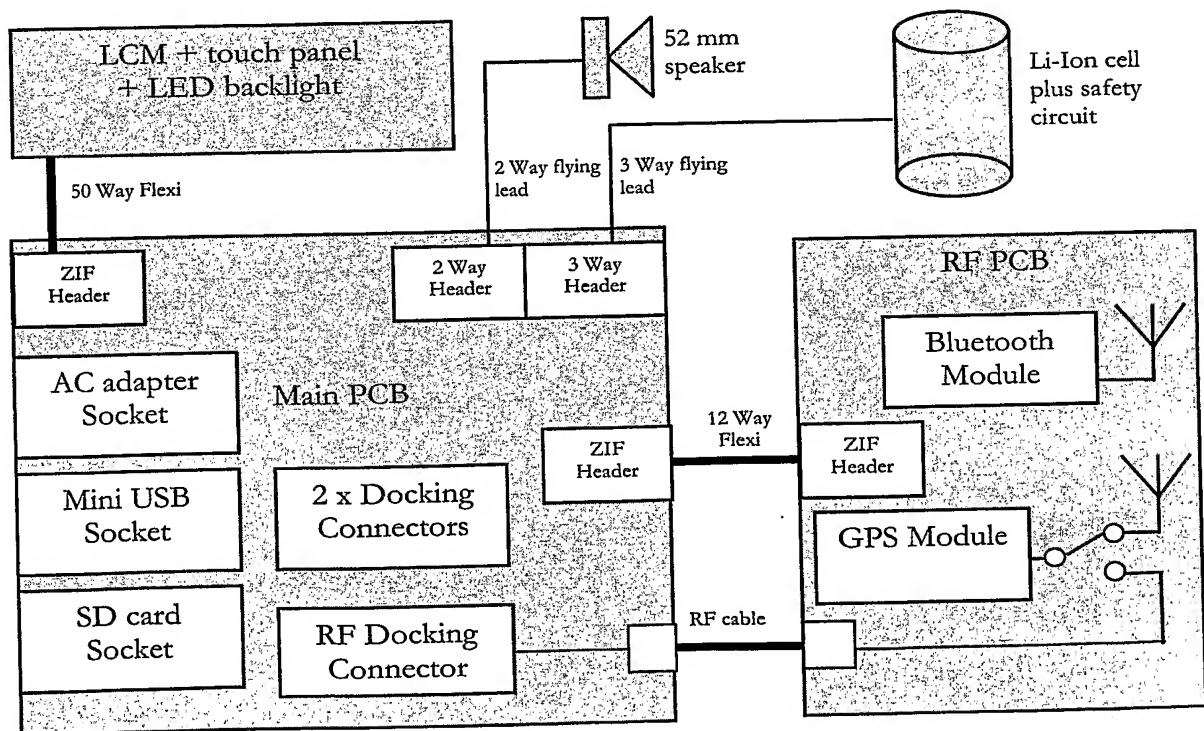 LCM + touch panel
+ LED backlight
52 mm
speaker
Li-Ion cell
plus safety
circuit
50 Way Flexi
2 Way flying
lead
3 Way flying
lead
ZIF
Header
2 Way
Header
3 Way
Header
RF PCB
Bluetooth
Module
AC adapter
Socket
Main PCB
12 Way
Flexi
ZIF
Header
ZIF
Header
Mini USB
Socket
2 x Docking
Connectors
GPS Module
SD card
Socket
RF Docking
Connector
RF cable